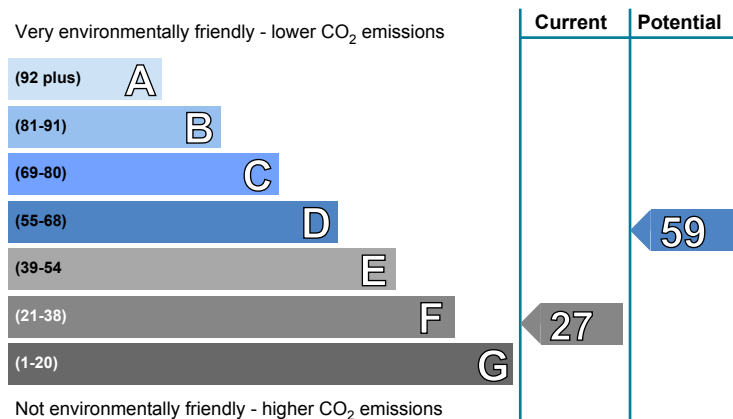 Current Potential
Very environmentally friendly - lower CO2 emissions
(92 plus) A
(81-91) B
(69-80) C
(55-68) D
59
(39-54 E
(21-38) F
27
(1-20) G
Not environmentally friendly - higher CO2 emissions